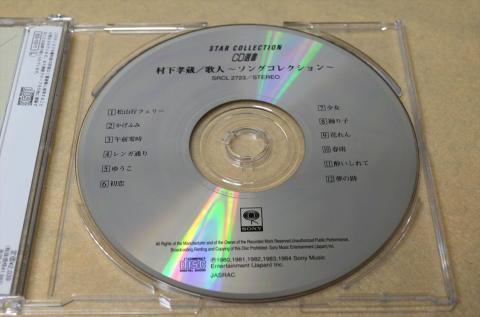 STAR COLLECTION
CD選書
村下孝蔵／歌人～ソングコレクション～
SRCL 2723／STEREO
1 松山行フェリー
2 かげふみ
3 午前零時
4 レンガ通り
5 ゆうこ
6 初恋
7 少女
8 踊り子
9 花れん
10 春雨
11 酔いしれて
12 夢の跡
SONY
All Rights of the Manufacturer and of the Owner of the Recorded Work Reserved. Unauthorized Public Performance,
Broadcasting, Renting and Copying of this Disc Prohibited. Sony Music Entertainment (Japan) Inc.
COMPACT
disc
DIGITAL AUDIO
℗1980,1981,1982,1983,1984 Sony Music
Entertainment (Japan) Inc.
JASRAC